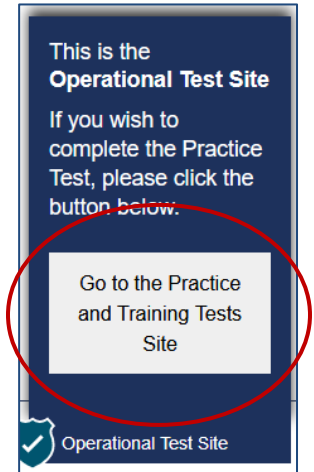 This is the
Operational Test Site
If you wish to
complete the Practice
Test, please click the
button below.
Go to the Practice
and Training Tests
Site
Operational Test Site